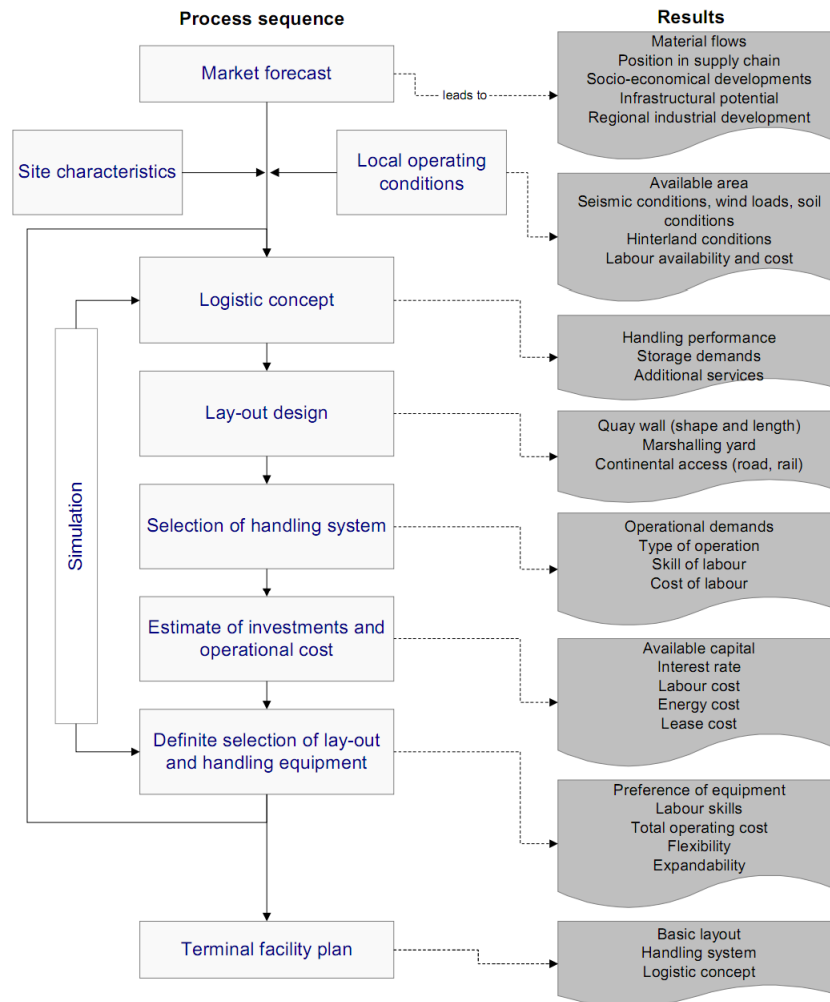 Process sequence
Results
Market forecast
leads to
Material flows
Position in supply chain
Socio-economical developments
Infrastructural potential
Regional industrial development
Site characteristics
Local operating
conditions
Available area
Seismic conditions, wind loads, soil
conditions
Hinterland conditions
Labour availability and cost
Logistic concept
Handling performance
Storage demands
Additional services
Lay-out design
Quay wall (shape and length)
Marshalling yard
Continental access (road, rail)
Simulation
Selection of handling system
Operational demands
Type of operation
Skill of labour
Cost of labour
Estimate of investments and
operational cost
Available capital
Interest rate
Labour cost
Energy cost
Lease cost
Definite selection of lay-out
and handling equipment
Preference of equipment
Labour skills
Total operating cost
Flexibility
Expandability
Terminal facility plan
Basic layout
Handling system
Logistic concept